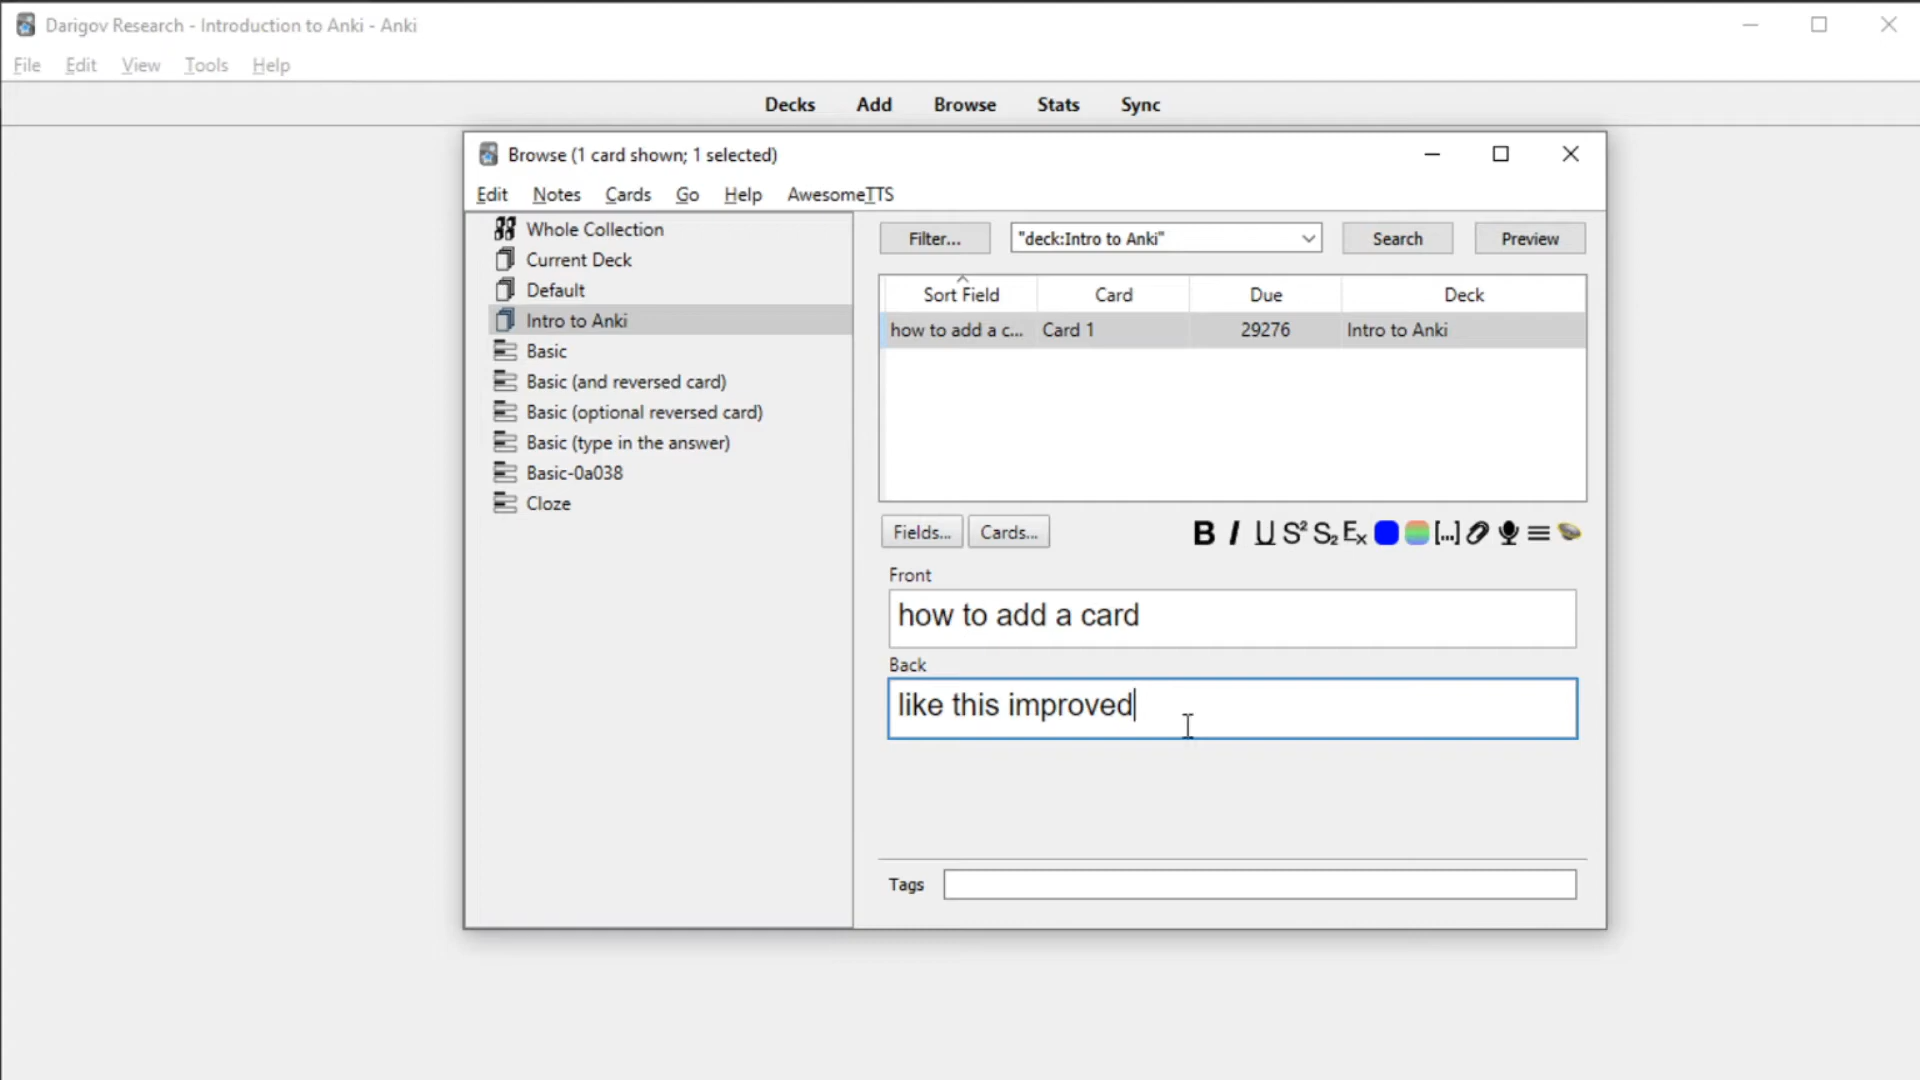 Darigov Research - Introduction to Anki - Anki
File Edit View Tools Help
Decks Add Browse Stats Sync
Browse (1 card shown; 1 selected)
Edit Notes Cards Go Help AwesomeTTS
Whole Collection
Current Deck
Default
Intro to Anki
Basic
Basic (and reversed card)
Basic (optional reversed card)
Basic (type in the answer)
Basic-0a038
Cloze
Filter... "deck:Intro to Anki" Search Preview
Sort Field Card Due Deck
how to add a c... Card 1 29276 Intro to Anki
Fields... Cards... B I U S² S₂ Eₓ [...]
Front
how to add a card
Back
like this improved
Tags